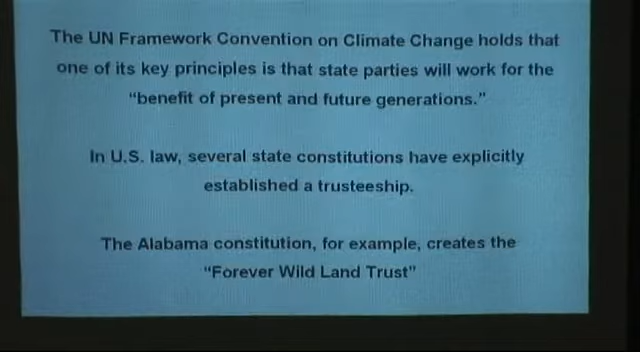 The UN Framework Convention on Climate Change holds that
one of its key principles is that state parties will work for the
"benefit of present and future generations."
In U.S. law, several state constitutions have explicitly
established a trusteeship.
The Alabama constitution, for example, creates the
"Forever Wild Land Trust"